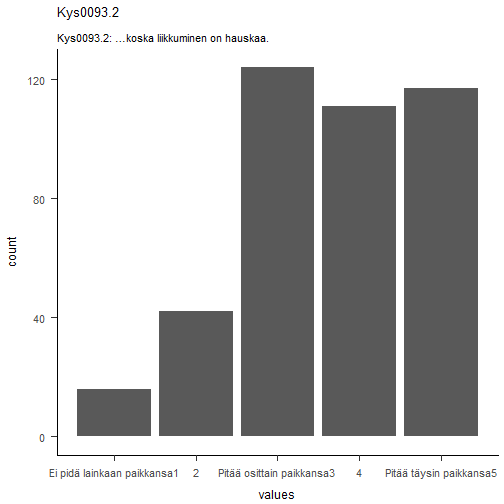 Kys0093.2
Kys0093.2: …koska liikkuminen on hauskaa.
120
80
40
0
count
Ei pidä lainkaan paikkansa1 2 Pitää osittain paikkansa3 4 Pitää täysin paikkansa5
values